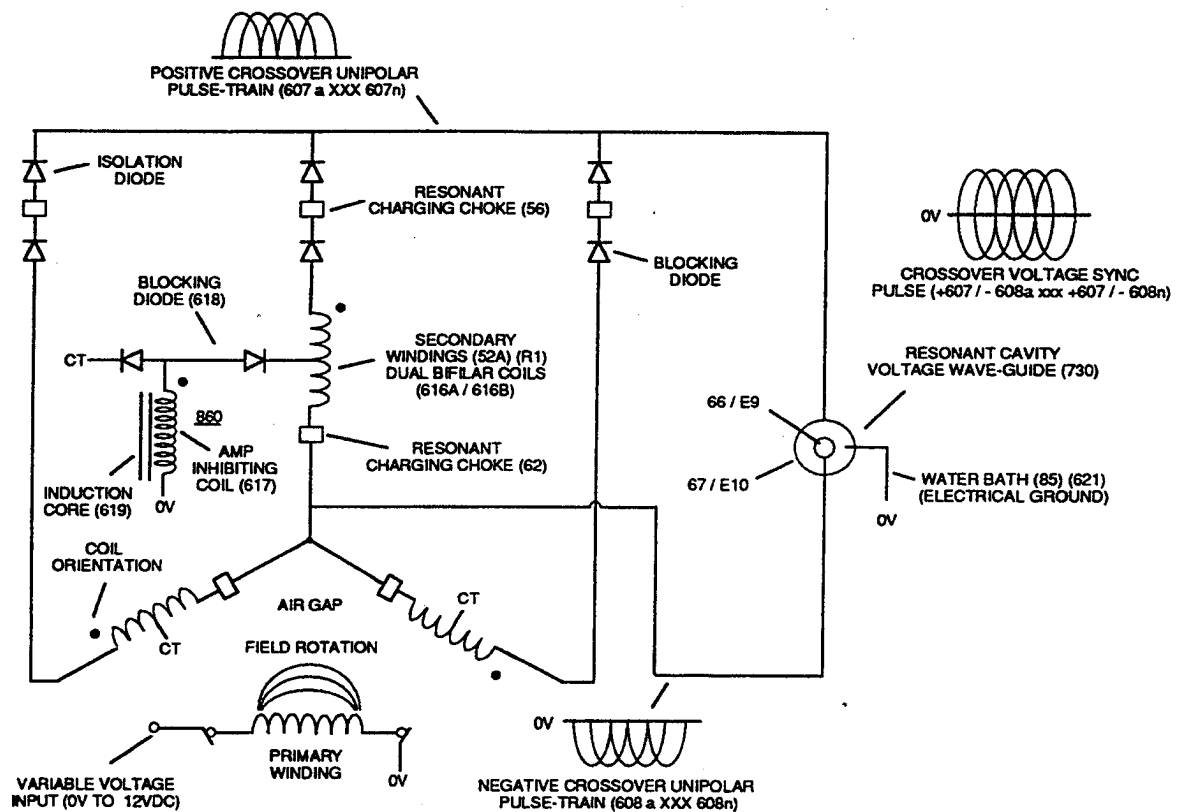 POSITIVE CROSSOVER UNIPOLAR
PULSE-TRAIN (607 a XXX 607n)
ISOLATION
DIODE
RESONANT
CHARGING CHOKE (56)
BLOCKING
DIODE
0V
CROSSOVER VOLTAGE SYNC
PULSE (+607 / - 608a xxx +607 / - 608n)
BLOCKING
DIODE (618)
CT
SECONDARY
WINDINGS (52A) (R1)
DUAL BIFILAR COILS
(616A / 616B)
RESONANT CAVITY
VOLTAGE WAVE-GUIDE (730)
860
AMP
INHIBITING
COIL (617)
INDUCTION
CORE (619)
0V
RESONANT
CHARGING CHOKE (62)
66 / E9
67 / E10
WATER BATH (85) (621)
(ELECTRICAL GROUND)
0V
COIL
ORIENTATION
CT
AIR GAP
CT
FIELD ROTATION
PRIMARY
WINDING
0V
VARIABLE VOLTAGE
INPUT (0V TO 12VDC)
0V
NEGATIVE CROSSOVER UNIPOLAR
PULSE-TRAIN (608 a XXX 608n)